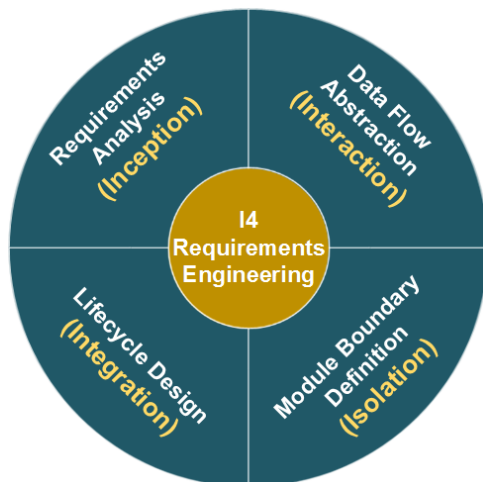 Requirements
Analysis
(Inception)
Data Flow
Abstraction
(Interaction)
I4
Requirements
Engineering
Lifecycle Design
(Integration)
Module Boundary
Definition
(Isolation)